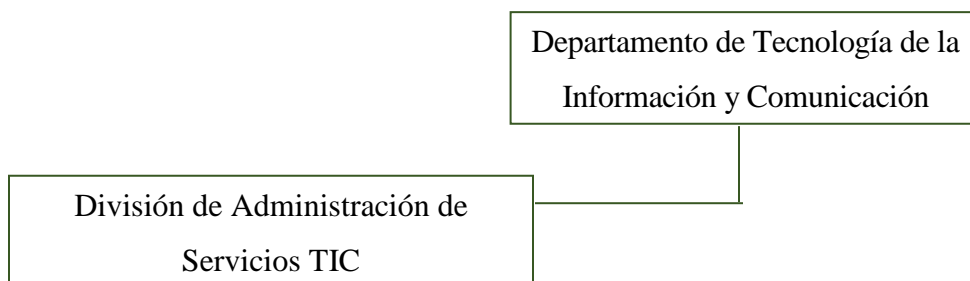 Departamento de Tecnología de la
Información y Comunicación
División de Administración de
Servicios TIC